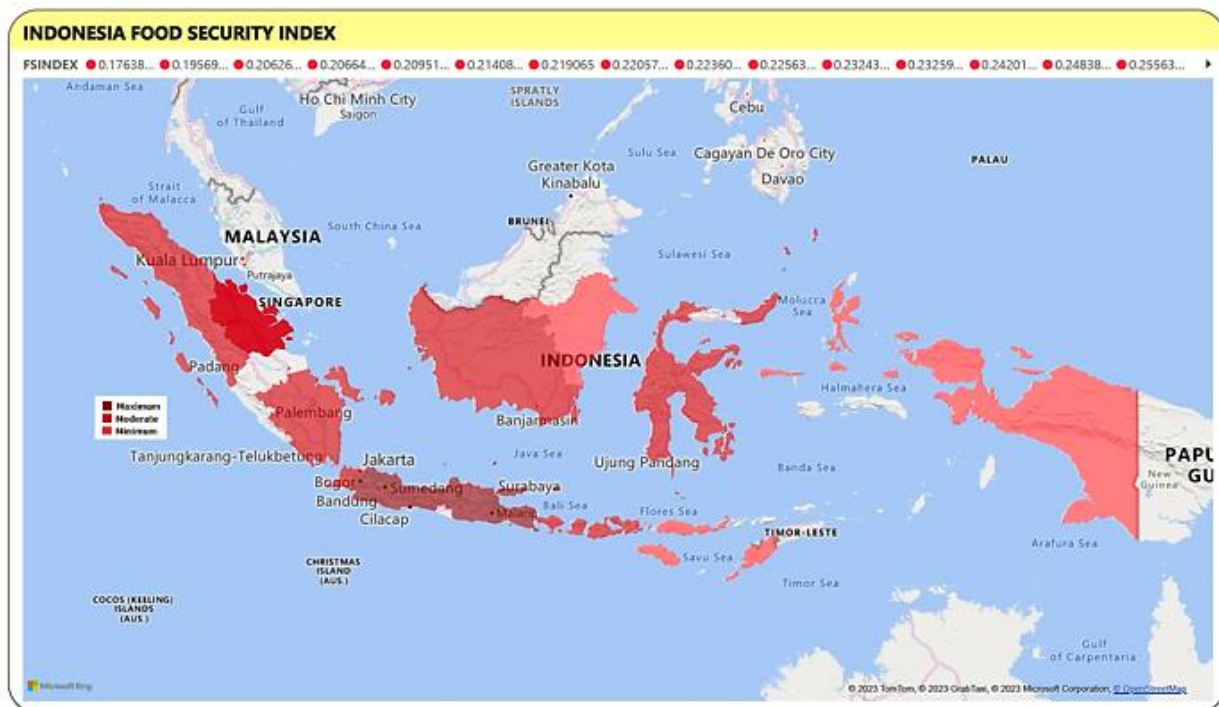 INDONESIA FOOD SECURITY INDEX
FSINDEX 0.17638... 0.19569... 0.20626... 0.20664... 0.20951... 0.21408... 0.219065 0.22057... 0.22360... 0.22563... 0.23243... 0.23259... 0.24201... 0.24838... 0.25563...
Andaman Sea
Gulf
of Thailand
Ho Chi Minh City
Saigon
SPRATLY
ISLANDS
Cebu
Sulu Sea
Cagayan De Oro City
Davao
PALAU
Greater Kota
Kinabalu
Strait
of Malacca
South China Sea
BRUNEI
MALAYSIA
Sulawesi Sea
Kuala Lumpur
Putrajaya
SINGAPORE
Molucca
Sea
INDONESIA
Padang
Halmahera Sea
Maximum
Moderate
Minimum
Palembang
Banjarmasin
Tanjungkarang-Telukbetung
Jakarta
Java Sea
Ujung Pandang
Banda Sea
PAPU
GU
New
Guinea
Bogor
Sumedang
Surabaya
Bandung
Malang
Bali Sea
Flores Sea
Cilacap
TIMOR-LESTE
Arafura Sea
Savu Sea
CHRISTMAS
ISLAND
(AUS.)
Timor Sea
COCOS (KEELING)
ISLANDS
(AUS.)
Gulf
of Carpentaria
Microsoft Bing
© 2023 TomTom, © 2023 GrabTaxi, © 2023 Microsoft Corporation, © OpenStreetMap